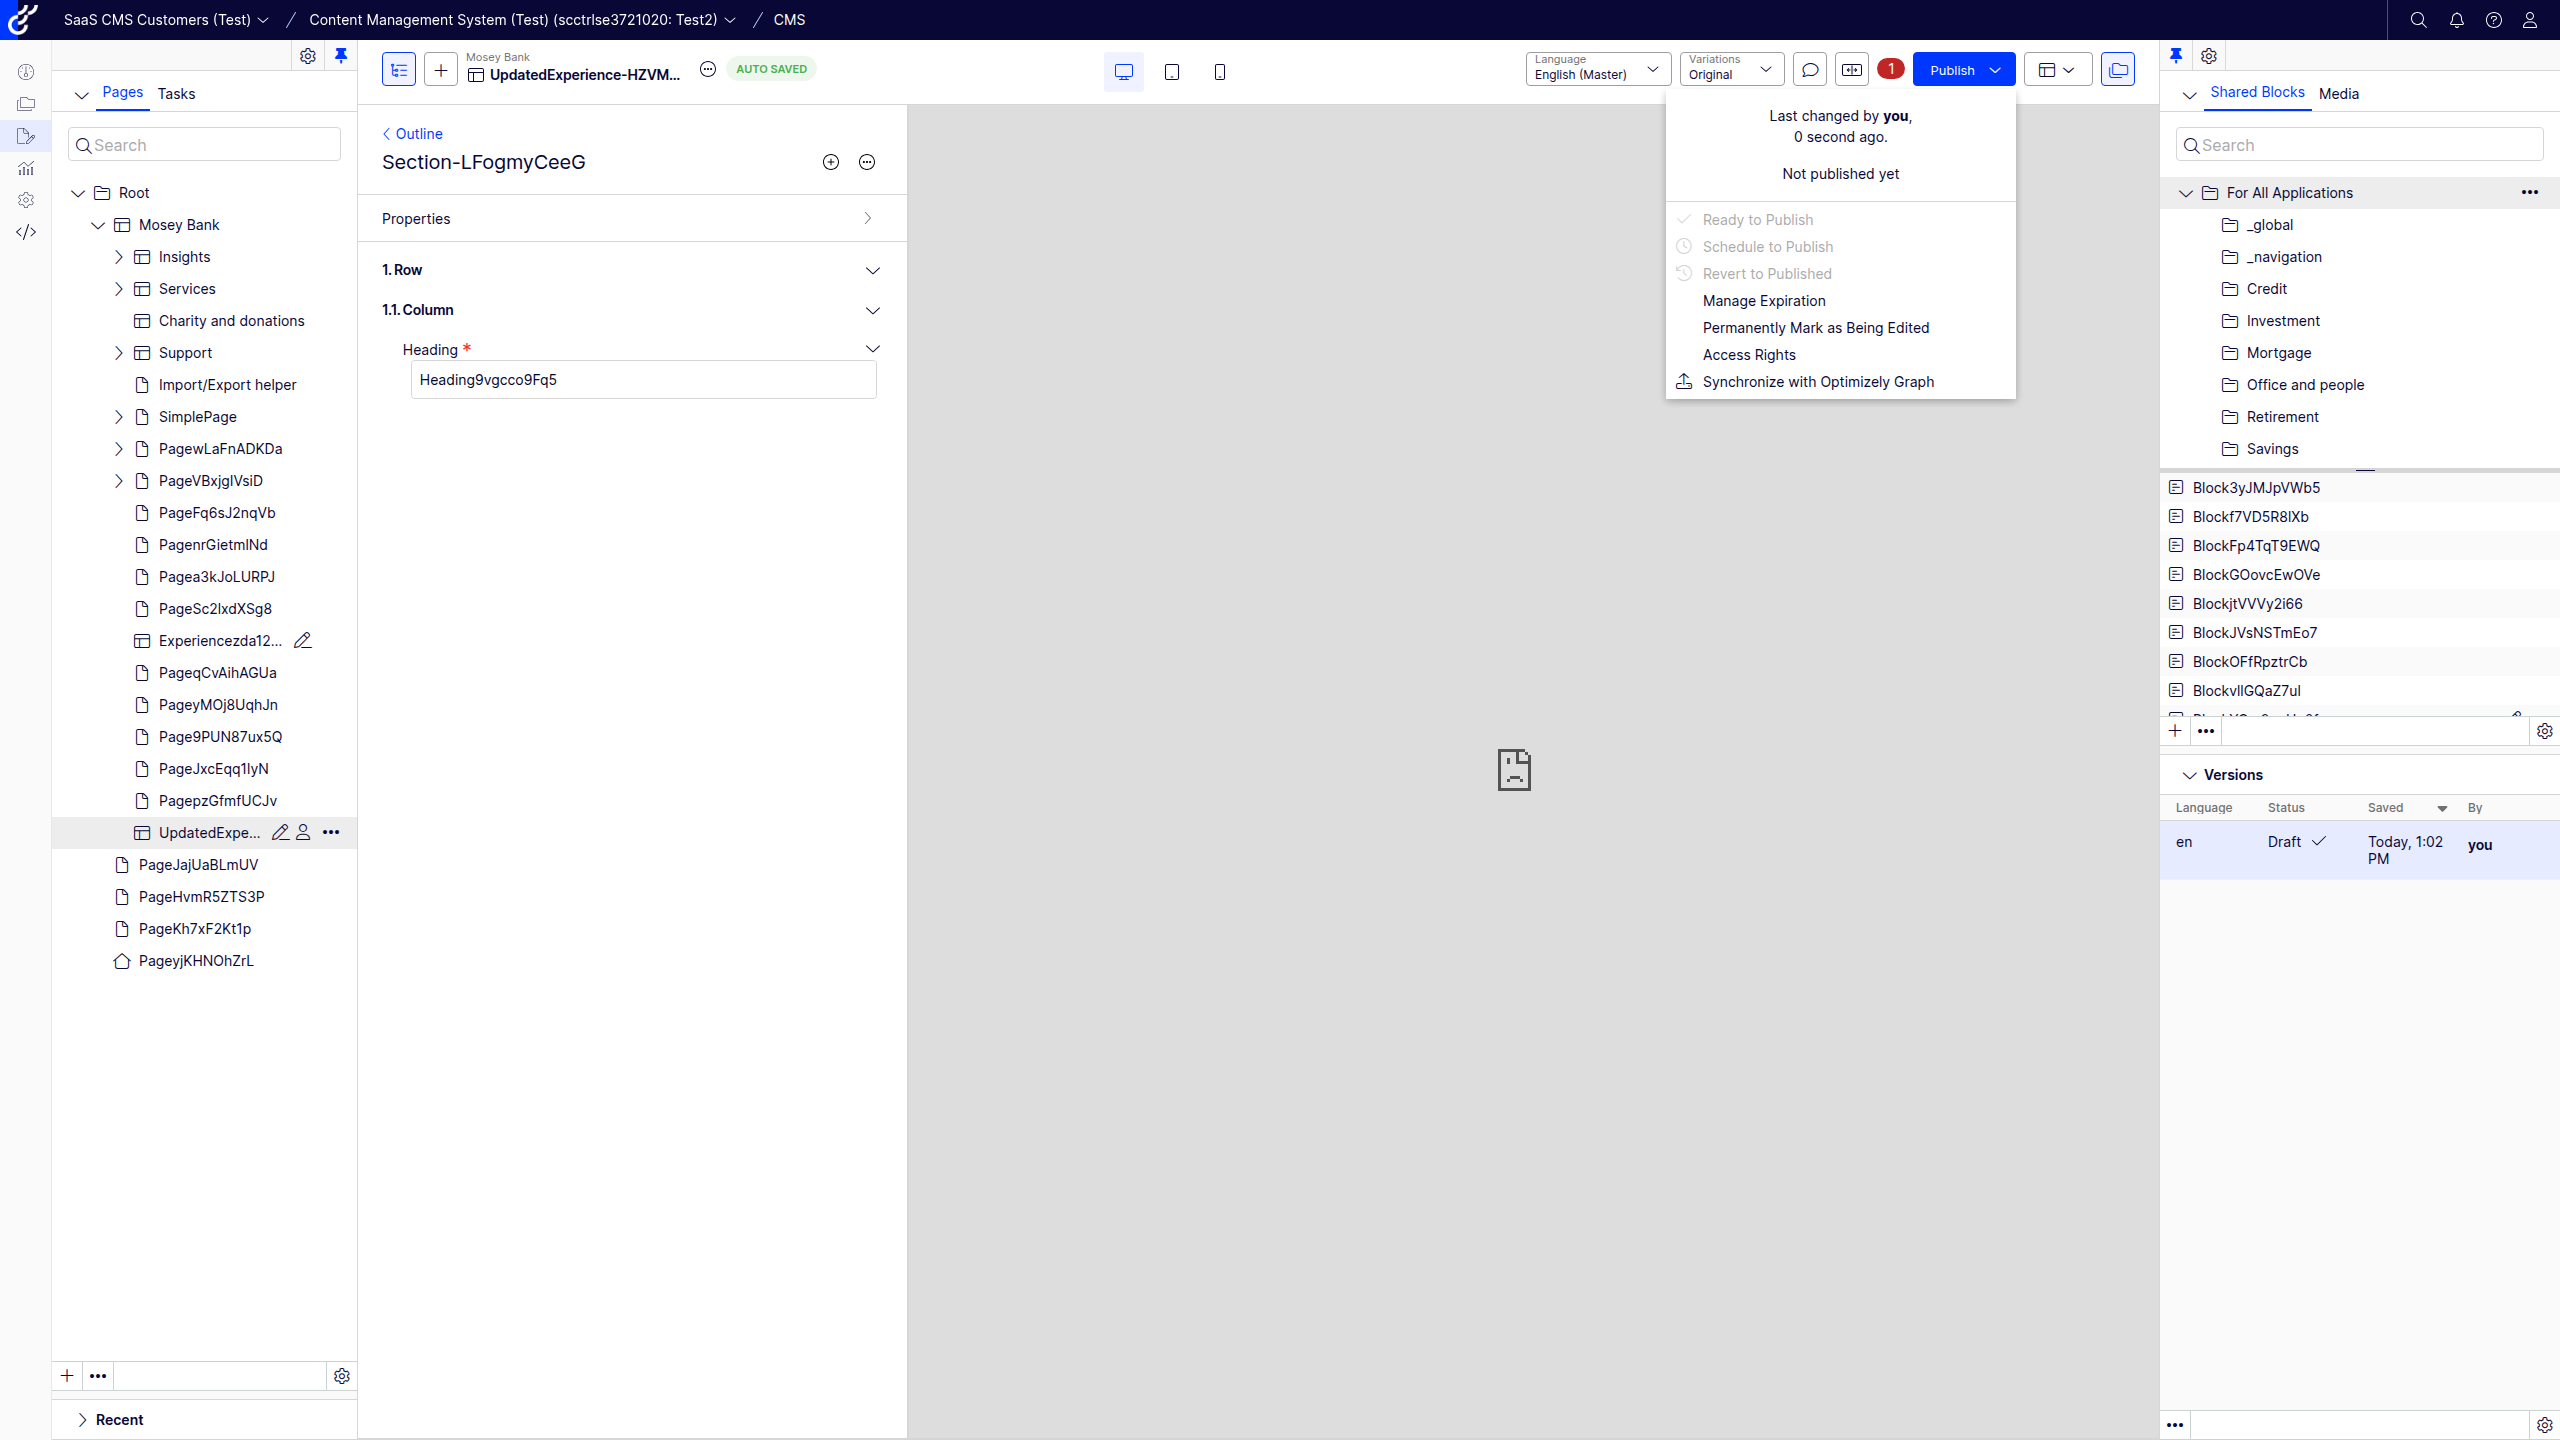 SaaS CMS Customers (Test)
Content Management System (Test) (scctrlse3721020: Test2)
CMS
Pages
Tasks
Search
Root
Mosey Bank
Insights
Services
Charity and donations
Support
Import/Export helper
SimplePage
PagewLaFnADKDa
PageVBxjgIVsiD
PageFq6sJ2nqVb
PagenrGietmlNd
Pagea3kJoLURPJ
PageSc2lxdXSg8
Experiencezda12...
PageqCvAihAGUa
PageyMOj8UqhJn
Page9PUN87ux5Q
PageJxcEqq1lyN
PagepzGfmfUCJv
UpdatedExpe...
PageJajUaBLmUV
PageHvmR5ZTS3P
PageKh7xF2Kt1p
PageyjKHNOhZrL
Recent
Mosey Bank
UpdatedExperience-HZVM...
AUTO SAVED
Language
English (Master)
Variations
Original
1
Publish
Outline
Section-LFogmyCeeG
Properties
1. Row
1.1. Column
Heading *
Heading9vgcco9Fq5
Last changed by you,
0 second ago.
Not published yet
Ready to Publish
Schedule to Publish
Revert to Published
Manage Expiration
Permanently Mark as Being Edited
Access Rights
Synchronize with Optimizely Graph
Shared Blocks
Media
Search
For All Applications
_global
_navigation
Credit
Investment
Mortgage
Office and people
Retirement
Savings
Block3yJMJpVWb5
Blockf7VD5R8lXb
BlockFp4TqT9EWQ
BlockGOovcEwOVe
BlockjtVVVy2i66
BlockJVsNSTmEo7
BlockOFfRpztrCb
BlockvllGQaZ7ul
Versions
Language Status Saved By
en Draft Today, 1:02 PM you